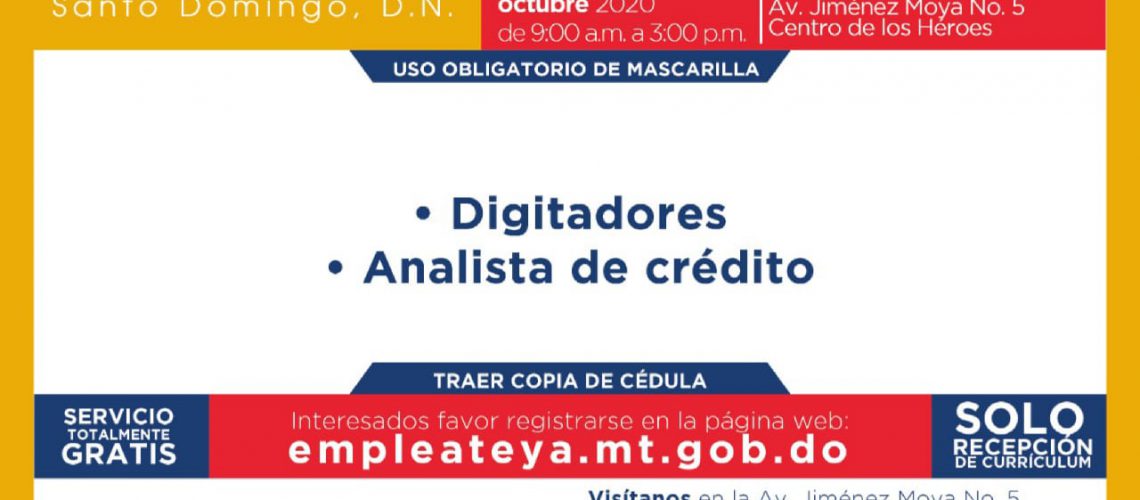 Santo Domingo, D.N.
octubre 2020
de 9:00 a.m. a 3:00 p.m.
Av. Jiménez Moya No. 5
Centro de los Héroes
USO OBLIGATORIO DE MASCARILLA
• Digitadores
• Analista de crédito
TRAER COPIA DE CÉDULA
SERVICIO
TOTALMENTE
GRATIS
Interesados favor registrarse en la página web:
empleateya.mt.gob.do
SOLO
RECEPCIÓN
DE CURRÍCULUM
Visítanos en la Av. Jiménez Moya No. 5